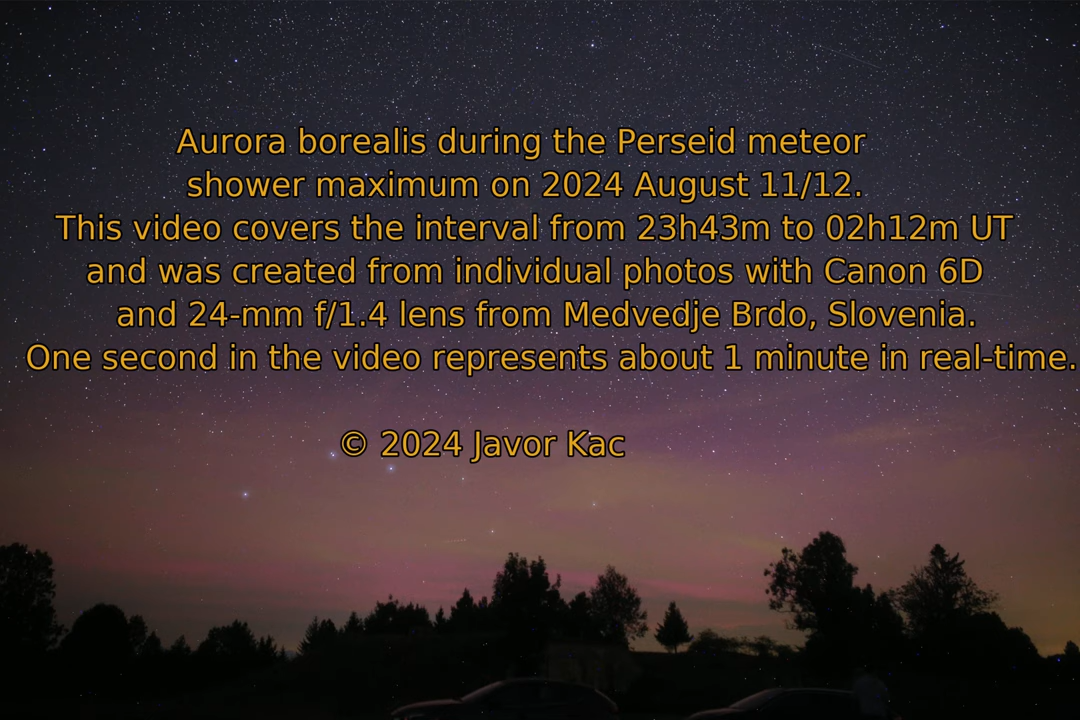 Aurora borealis during the Perseid meteor
shower maximum on 2024 August 11/12.
This video covers the interval from 23h43m to 02h12m UT
and was created from individual photos with Canon 6D
and 24-mm f/1.4 lens from Medvedje Brdo, Slovenia.
One second in the video represents about 1 minute in real-time.
© 2024 Javor Kac